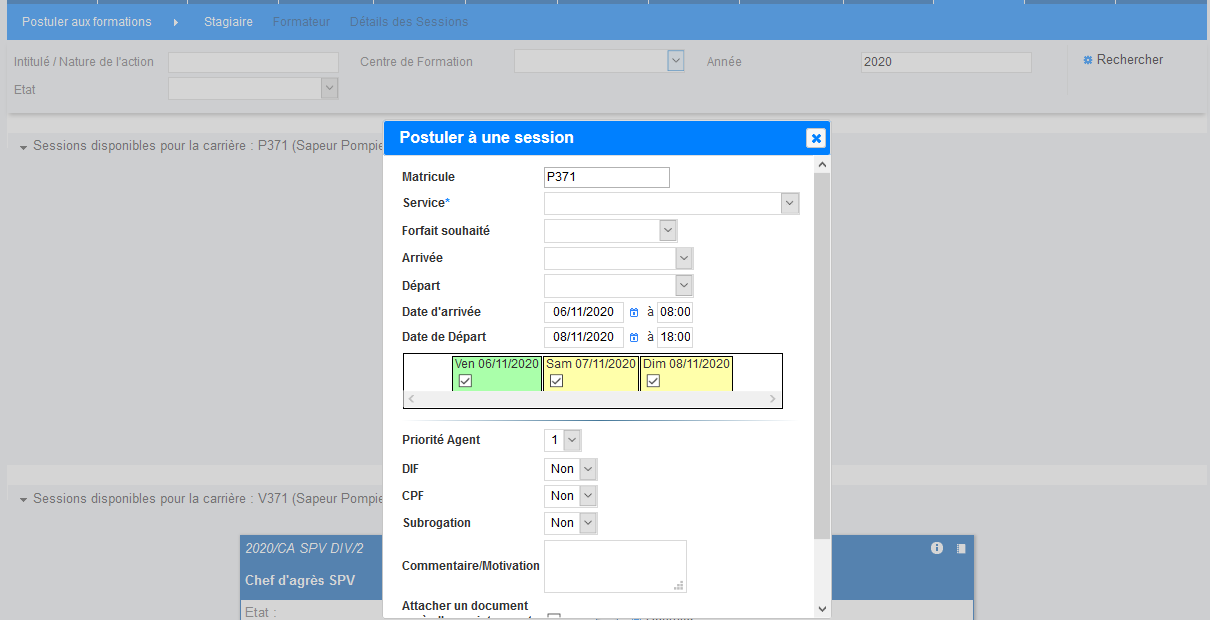 Postuler aux formations Stagiaire Formateur Détails des Sessions
Intitulé / Nature de l'action Centre de Formation Année 2020 Rechercher
Etat
Sessions disponibles pour la carrière : P371 (Sapeur Pompie
Postuler à une session
Matricule P371
Service*
Forfait souhaité
Arrivée
Départ
Date d'arrivée 06/11/2020 à 08:00
Date de Départ 08/11/2020 à 18:00
Ven 06/11/2020 Sam 07/11/2020 Dim 08/11/2020
Priorité Agent 1
DIF Non
CPF Non
Subrogation Non
Commentaire/Motivation
Attacher un document
Sessions disponibles pour la carrière : V371 (Sapeur Pompie
2020/CA SPV DIV/2
Chef d'agrès SPV
Etat :